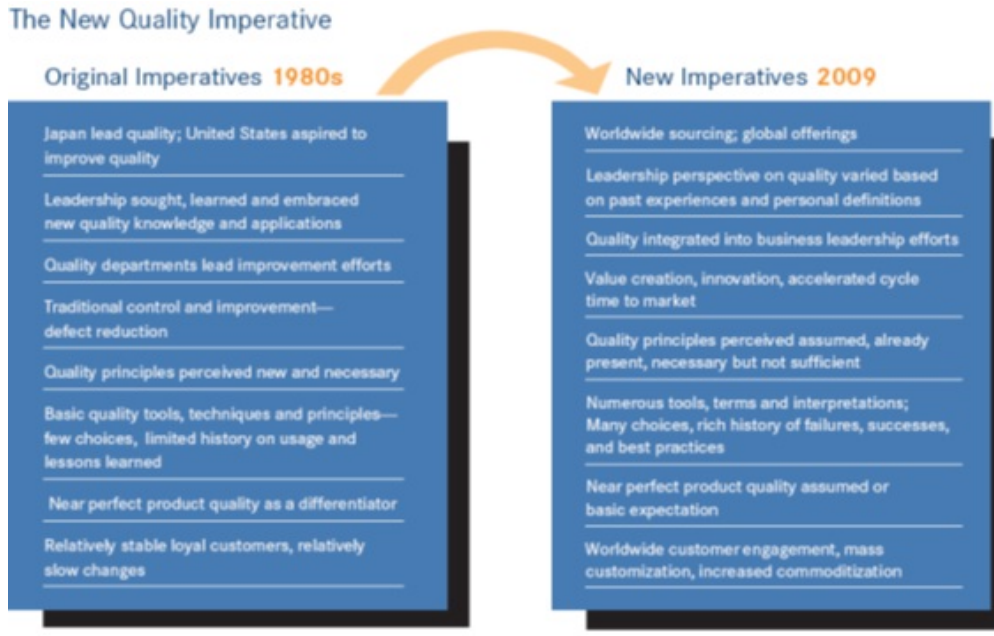 The New Quality Imperative
Original Imperatives 1980s
Japan lead quality; United States aspired to
improve quality
Leadership sought, learned and embraced
new quality knowledge and applications
Quality departments lead improvement efforts
Traditional control and improvement—
defect reduction
Quality principles perceived new and necessary
Basic quality tools, techniques and principles—
few choices, limited history on usage and
lessons learned
Near perfect product quality as a differentiator
Relatively stable loyal customers, relatively
slow changes
New Imperatives 2009
Worldwide sourcing; global offerings
Leadership perspective on quality varied based
on past experiences and personal definitions
Quality integrated into business leadership efforts
Value creation, innovation, accelerated cycle
time to market
Quality principles perceived assumed, already
present, necessary but not sufficient
Numerous tools, terms and interpretations;
Many choices, rich history of failures, successes,
and best practices
Near perfect product quality assumed or
basic expectation
Worldwide customer engagement, mass
customization, increased commoditization